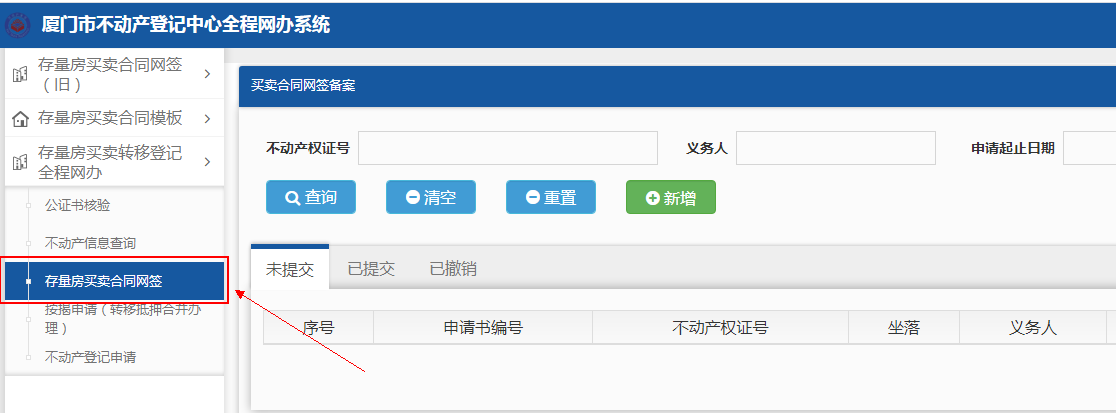 厦门市不动产登记中心全程网办系统
存量房买卖合同网签
（旧）
存量房买卖合同模板
存量房买卖转移登记
全程网办
公证书核验
不动产信息查询
存量房买卖合同网签
按揭申请（转移抵押合并办
理）
不动产登记申请
买卖合同网签备案
不动产权证号 义务人 申请起止日期
查询 清空 重置 新增
未提交 已提交 已撤销
序号 申请书编号 不动产权证号 坐落 义务人